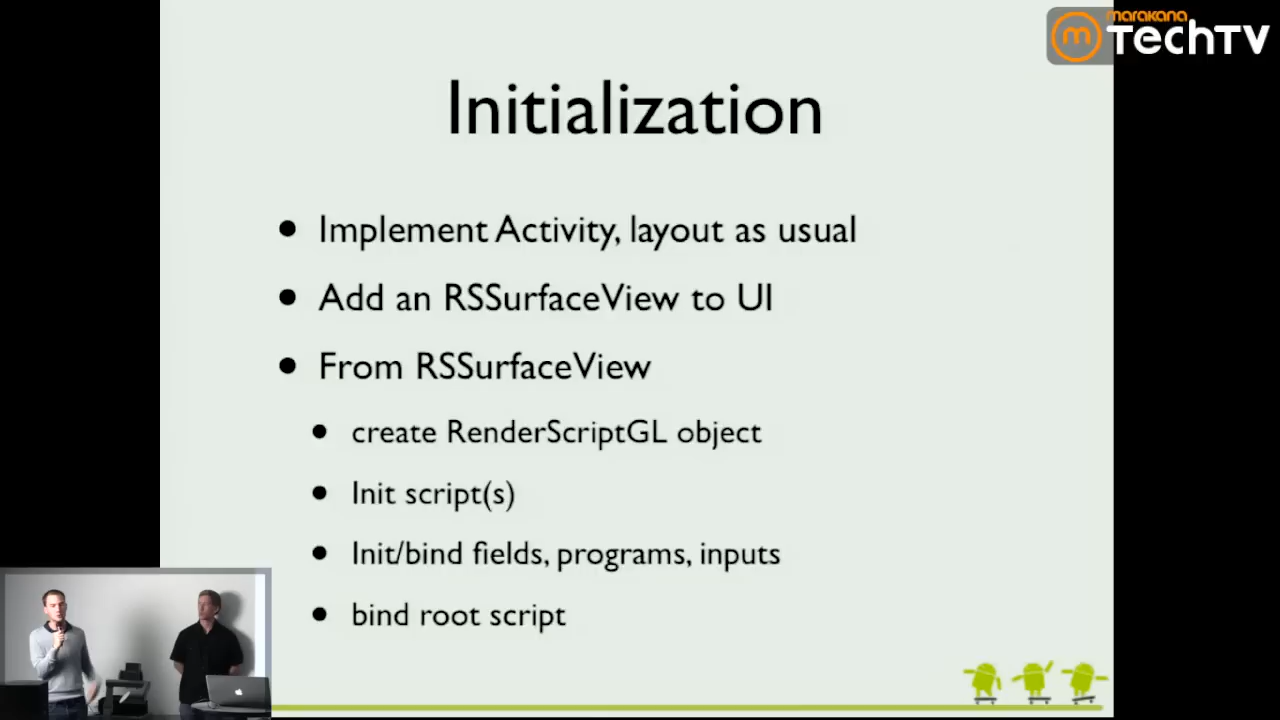 marakana
TechTV
Initialization
Implement Activity, layout as usual
Add an RSSurfaceView to UI
From RSSurfaceView
create RenderScriptGL object
Init script(s)
Init/bind fields, programs, inputs
bind root script